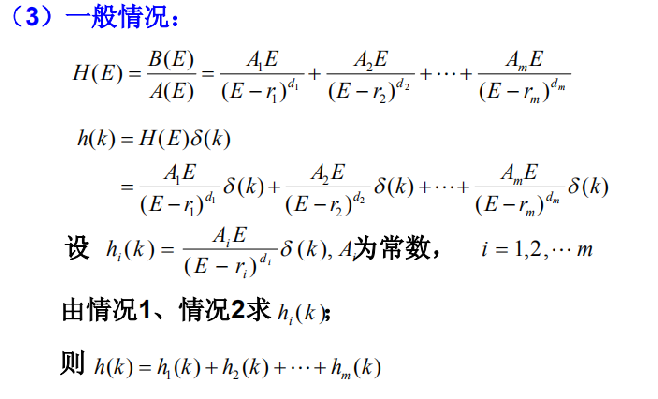 （3）一般情况：
H(E) = B(E)/A(E) = A₁E/(E − r₁)^{d₁} + A₂E/(E − r₂)^{d₂} + ⋯ + AₘE/(E − rₘ)^{dₘ}
h(k) = H(E)δ(k)
= A₁E/(E − r₁)^{d₁} δ(k) + A₂E/(E − r₂)^{d₂} δ(k) + ⋯ + AₘE/(E − rₘ)^{dₘ} δ(k)
设 hᵢ(k) = AᵢE/(E − rᵢ)^{dᵢ} δ(k), Aᵢ为常数， i = 1,2,⋯ m
由情况1、情况2求 hᵢ(k)；
则 h(k) = h₁(k) + h₂(k) + ⋯ + hₘ(k)